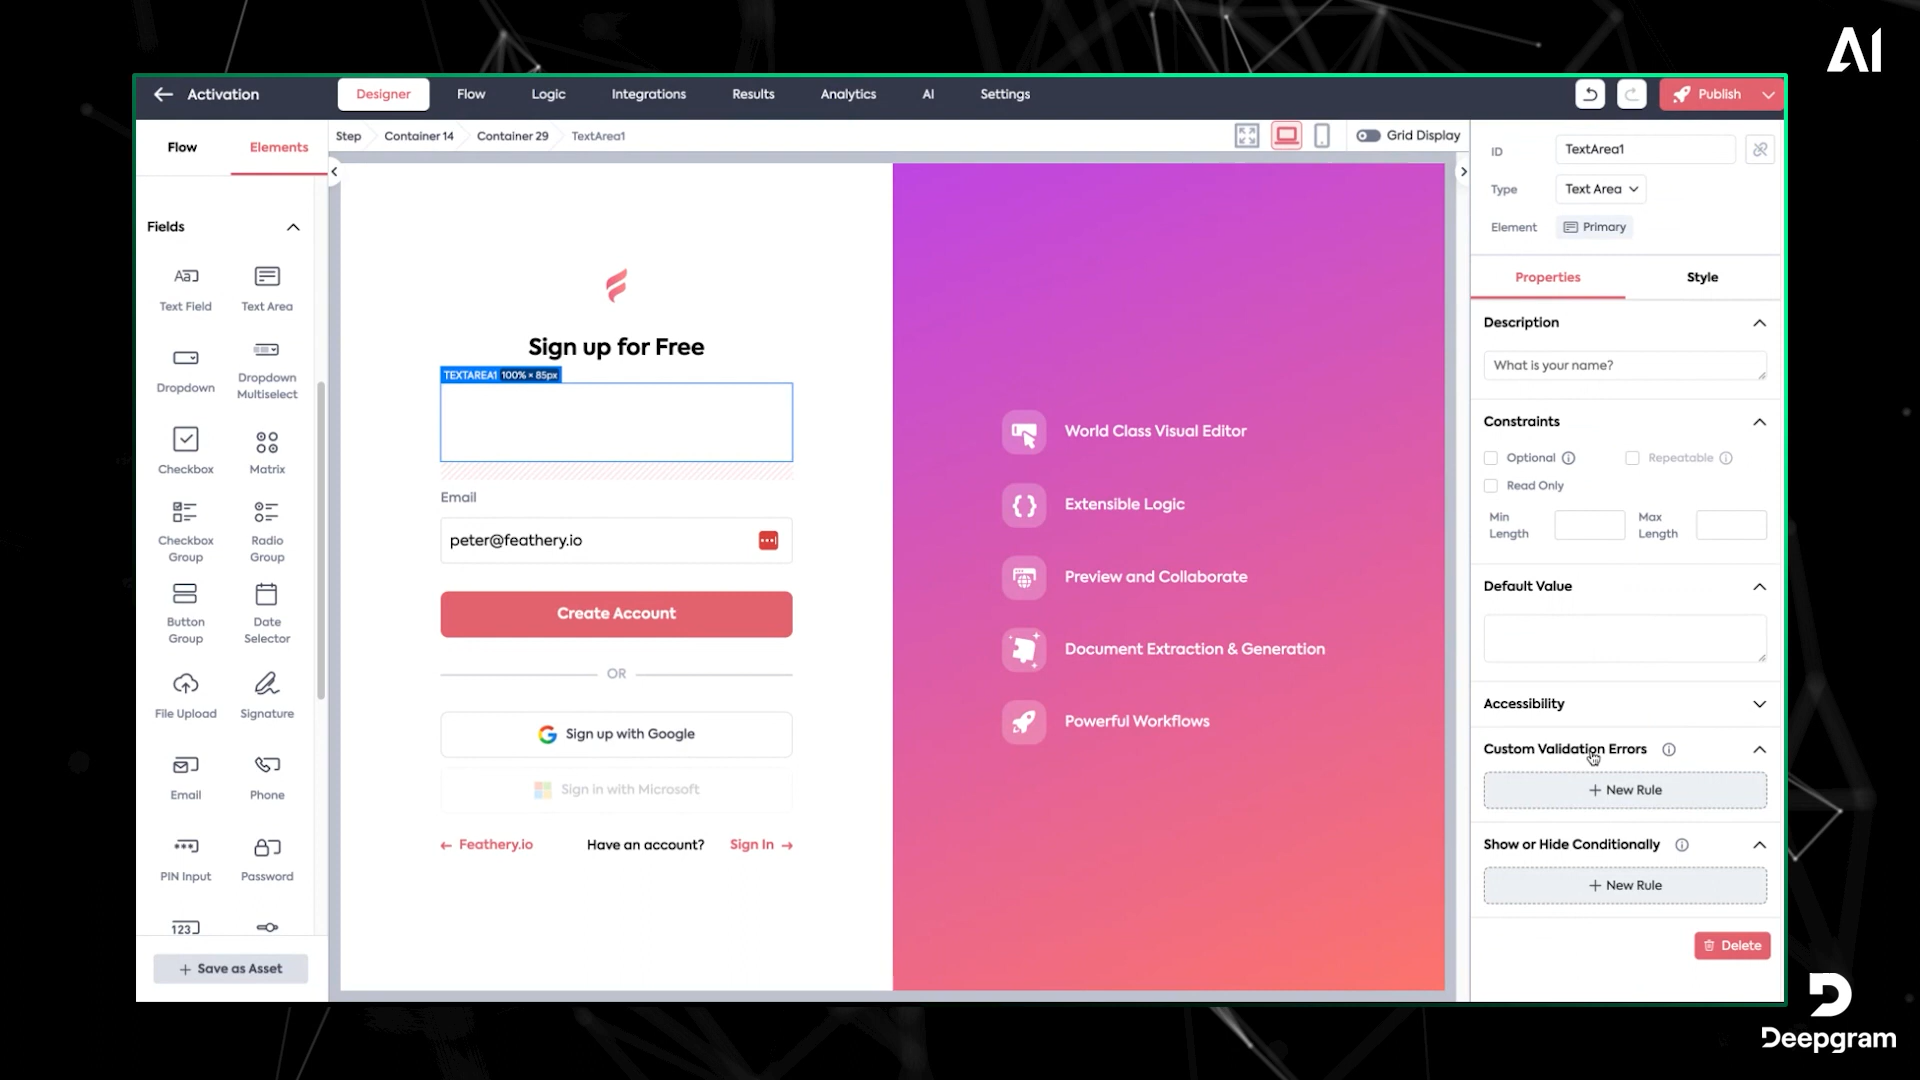 AI
Activation
Designer
Flow
Logic
Integrations
Results
Analytics
AI
Settings
Publish
Flow
Elements
Step
Container 14
Container 29
TextArea1
Grid Display
Fields
Text Field
Text Area
Dropdown
Dropdown
Multiselect
Checkbox
Matrix
Checkbox
Group
Radio
Group
Button
Group
Date
Selector
File Upload
Signature
Email
Phone
PIN Input
Password
123
+ Save as Asset
Sign up for Free
TEXTAREA1 100% × 85px
Email
peter@feathery.io
Create Account
OR
Sign up with Google
Sign in with Microsoft
← Feathery.io
Have an account?
Sign In →
World Class Visual Editor
Extensible Logic
Preview and Collaborate
Document Extraction & Generation
Powerful Workflows
ID
TextArea1
Type
Text Area
Element
Primary
Properties
Style
Description
What is your name?
Constraints
Optional
Repeatable
Read Only
Min
Length
Max
Length
Default Value
Accessibility
Custom Validation Errors
+ New Rule
Show or Hide Conditionally
+ New Rule
Delete
Deepgram